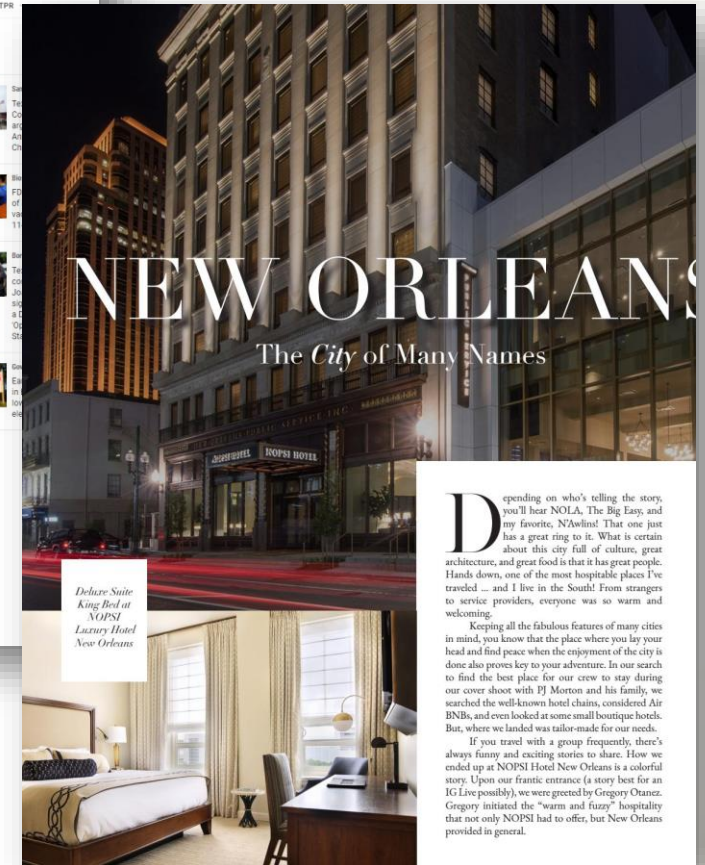 TPR
NEW ORLEANS
The City of Many Names
PUBLIC SERVICE
NEW ORLEANS PUBLIC SERVICE INC.
NOPSI HOTEL
NOPSI HOTEL
Deluxe Suite
King Bed at
NOPSI
Luxury Hotel
New Orleans
Depending on who's telling the story,
you'll hear NOLA, The Big Easy, and
my favorite, N'Awlins! That one just
has a great ring to it. What is certain
about this city full of culture, great
architecture, and great food is that it has great people.
Hands down, one of the most hospitable places I've
traveled ... and I live in the South! From strangers
to service providers, everyone was so warm and
welcoming.
Keeping all the fabulous features of many cities
in mind, you know that the place where you lay your
head and find peace when the enjoyment of the city is
done also proves key to your adventure. In our search
to find the best place for our crew to stay during
our cover shoot with PJ Morton and his family, we
searched the well-known hotel chains, considered Air
BNBs, and even looked at some small boutique hotels.
But, where we landed was tailor-made for our needs.
If you travel with a group frequently, there's
always funny and exciting stories to share. How we
ended up at NOPSI Hotel New Orleans is a colorful
story. Upon our frantic entrance (a story best for an
IG Live possibly), we were greeted by Gregory Otanez.
Gregory initiated the "warm and fuzzy" hospitality
that not only NOPSI had to offer, but New Orleans
provided in general.